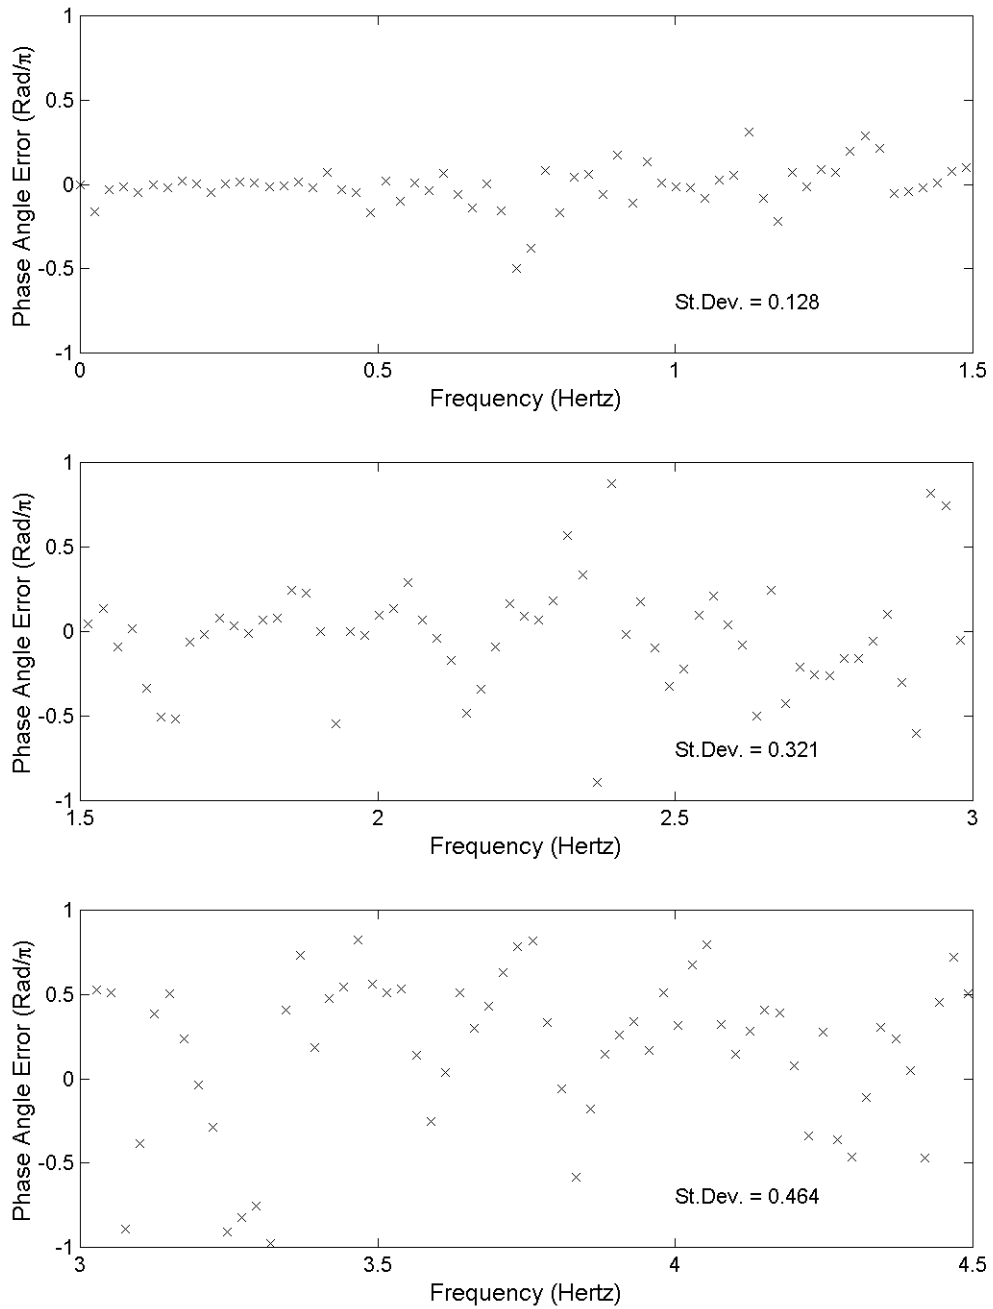 1
0.5
0
-0.5
-1
Phase Angle Error (Rad/π)
St.Dev. = 0.128
0 0.5 1 1.5
Frequency (Hertz)
1
0.5
0
-0.5
-1
Phase Angle Error (Rad/π)
St.Dev. = 0.321
1.5 2 2.5 3
Frequency (Hertz)
1
0.5
0
-0.5
-1
Phase Angle Error (Rad/π)
St.Dev. = 0.464
3 3.5 4 4.5
Frequency (Hertz)